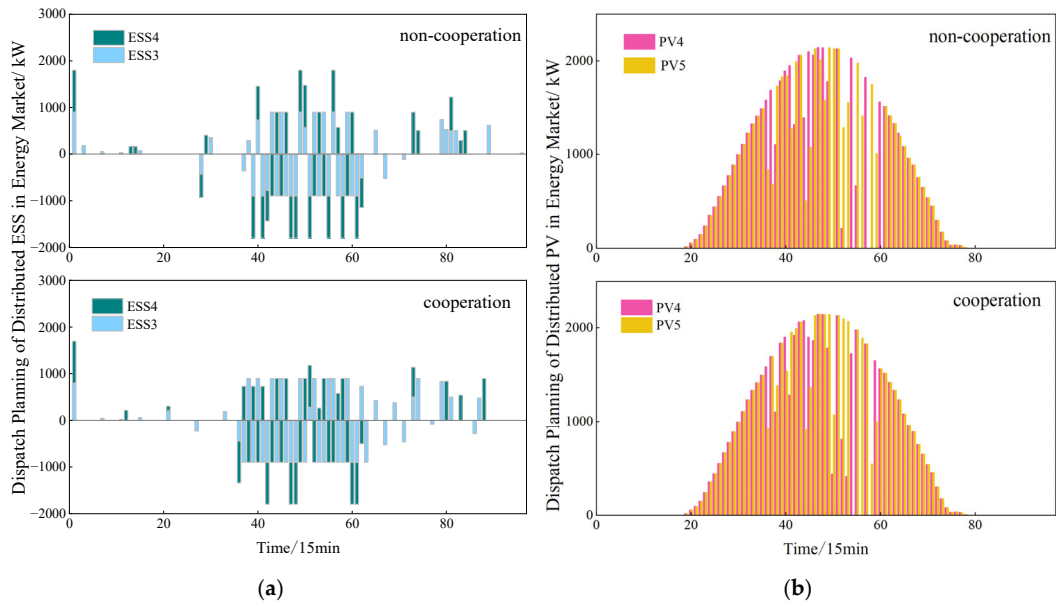 Dispatch Planning of Distributed ESS in Energy Market/ kW
3000
2000
1000
0
−1000
−2000
ESS4
ESS3
non-cooperation
3000
2000
1000
0
−1000
−2000
ESS4
ESS3
cooperation
0
20
40
60
80
Time/15min
(a)
Dispatch Planning of Distributed PV in Energy Market/ kW
2000
1000
0
PV4
PV5
non-cooperation
2000
1000
0
PV4
PV5
cooperation
0
20
40
60
80
Time/15min
(b)